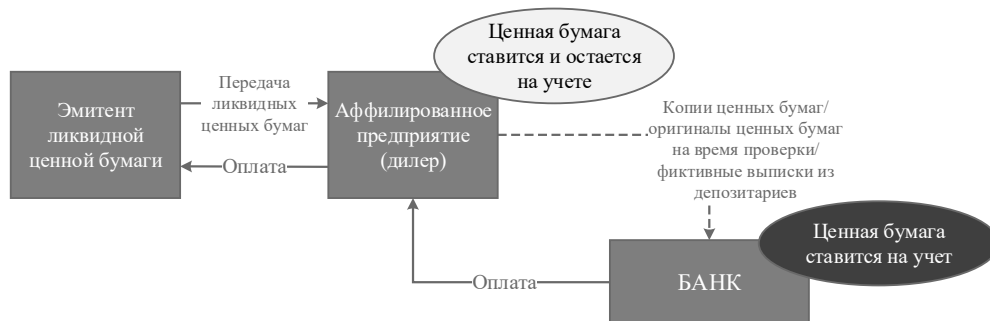 Ценная бумага
ставится и остается
на учете
Эмитент
ликвидной
ценной бумаги
Передача
ликвидных
ценных бумаг
Оплата
Аффилированное
предприятие
(дилер)
Копии ценных бумаг/
оригиналы ценных бумаг
на время проверки/
фиктивные выписки из
депозитариев
Ценная бумага
ставится на учет
Оплата
БАНК